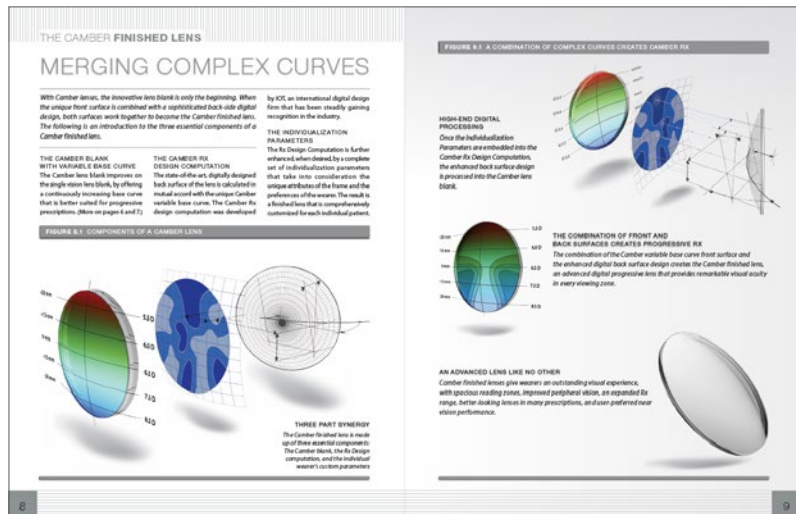 THE CAMBER FINISHED LENS
MERGING COMPLEX CURVES
With Camber lenses, the innovative lens blank is only the beginning. When
the unique front surface is combined with a sophisticated back-side digital
design, both surfaces work together to become the Camber finished lens.
The following is an introduction to the three essential components of a
Camber finished lens.
THE CAMBER BLANK
WITH VARIABLE BASE CURVE
The Camber lens blank improves on
the single vision lens blank, by offering
a continuously increasing base curve
that is better suited for progressive
prescriptions. (More on pages 6 and 7.)
THE CAMBER RX
DESIGN COMPUTATION
The state-of-the-art, digitally designed
back surface of the lens is calculated in
mutual accord with the unique Camber
variable base curve. The Camber Rx
design computation was developed
by IOT, an international digital design
firm that has been steadily gaining
recognition in the industry.
THE INDIVIDUALIZATION
PARAMETERS
The Rx Design Computation is further
enhanced, when desired, by a complete
set of individualization parameters
that take into consideration the
unique attributes of the frame and the
preferences of the wearer. The result is
a finished lens that is comprehensively
customized for each individual patient.
FIGURE 8.1 COMPONENTS OF A CAMBER LENS
5.2 D
6.0 D
6.5 D
7.2 D
8.0 D
THREE PART SYNERGY
The Camber finished lens is made
up of three essential components:
The Camber blank, the Rx Design
computation, and the individual
wearer's custom parameters
8
FIGURE 9.1 A COMBINATION OF COMPLEX CURVES CREATES CAMBER RX
HIGH-END DIGITAL
PROCESSING
Once the Individualization
Parameters are embedded into the
Camber Rx Design Computation,
the enhanced back surface design
is processed into the Camber lens
blank.
THE COMBINATION OF FRONT AND
BACK SURFACES CREATES PROGRESSIVE RX
The combination of the Camber variable base curve front surface and
the enhanced digital back surface design creates the Camber finished lens,
an advanced digital progressive lens that provides remarkable visual acuity
in every viewing zone.
AN ADVANCED LENS LIKE NO OTHER
Camber finished lenses give wearers an outstanding visual experience,
with spacious reading zones, improved peripheral vision, an expanded Rx
range, better-looking lenses in many prescriptions, and user-preferred near
vision performance.
9